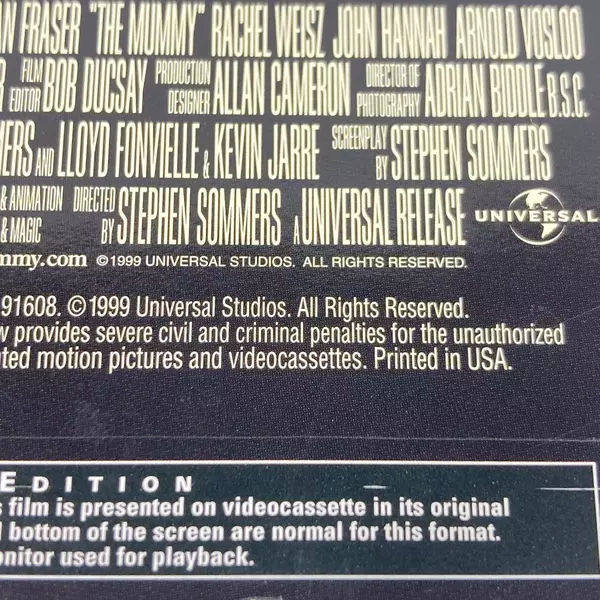 FRASER "THE MUMMY" RACHEL WEISZ JOHN HANNAH ARNOLD VOSLOO
FILM EDITOR BOB DUCSAY PRODUCTION DESIGNER ALLAN CAMERON DIRECTOR OF PHOTOGRAPHY ADRIAN BIDDLE B.S.C.
MERS AND LLOYD FONVIELLE & KEVIN JARRE SCREENPLAY BY STEPHEN SOMMERS
& ANIMATION & MAGIC DIRECTED BY STEPHEN SOMMERS A UNIVERSAL RELEASE UNIVERSAL
mmy.com ©1999 UNIVERSAL STUDIOS. ALL RIGHTS RESERVED.
91608. ©1999 Universal Studios. All Rights Reserved.
w provides severe civil and criminal penalties for the unauthorized
ted motion pictures and videocassettes. Printed in USA.
EDITION
s film is presented on videocassette in its original
d bottom of the screen are normal for this format.
onitor used for playback.